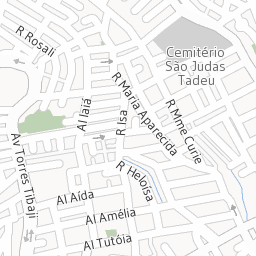 R Rosali
Cemitério
São Judas
Tadeu
R Maria Aparecida
R Mme Curie
Al Iaiá
R Isa
Av Torres Tibaji
R Heloísa
Al Aída
Al Amélia
Al Tutóia